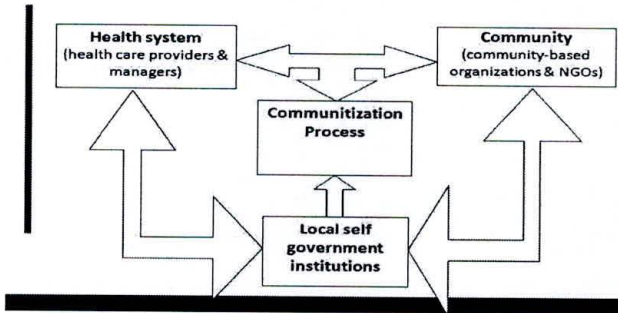 Health system
(health care providers &
managers)
Community
(community-based
organizations & NGOs)
Communitization
Process
Local self
government
institutions